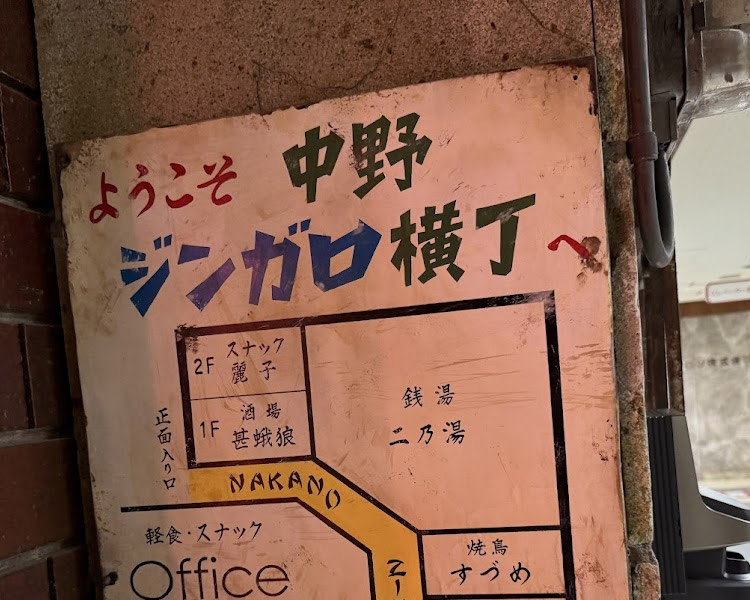 ようこそ 中野
ジンガロ横丁へ
2F スナック
麗子
1F 酒場
甚蛾狼
正面入り口
銭湯
二乃湯
NAKANO
軽食・スナック
Office
焼鳥
すづめ